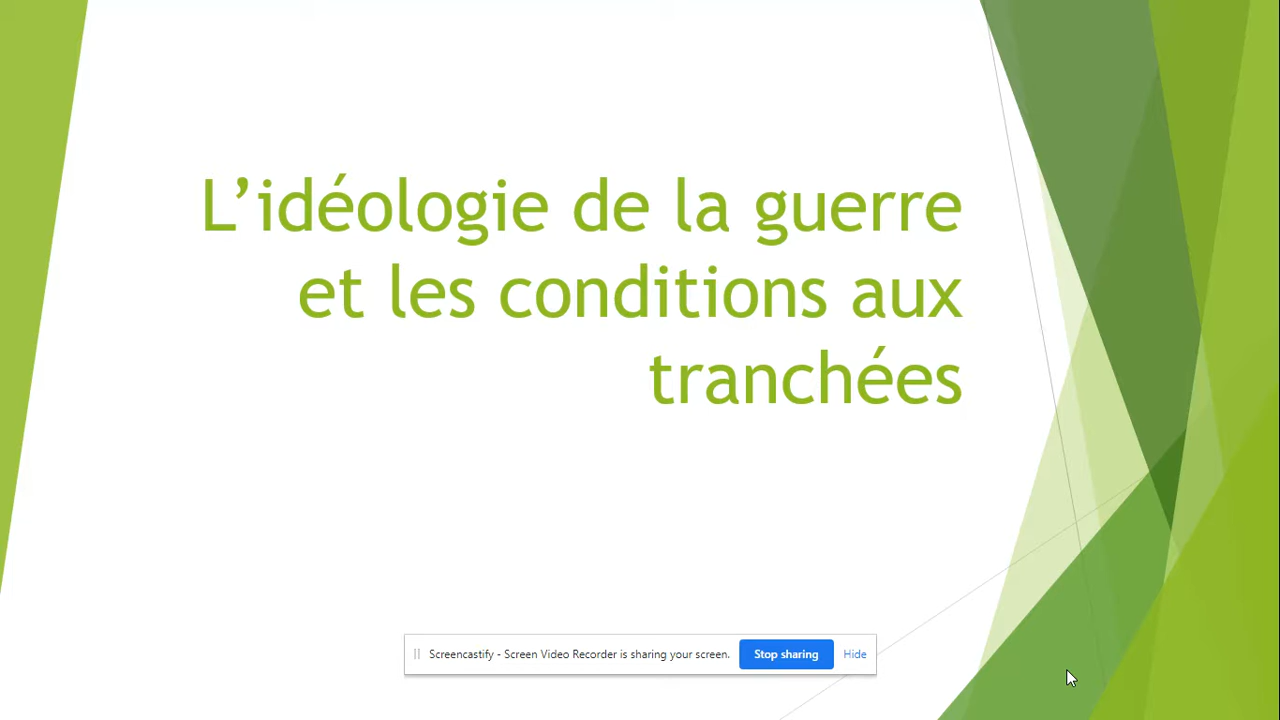 L’idéologie de la guerre
et les conditions aux
tranchées
Screencastify - Screen Video Recorder is sharing your screen. Stop sharing Hide